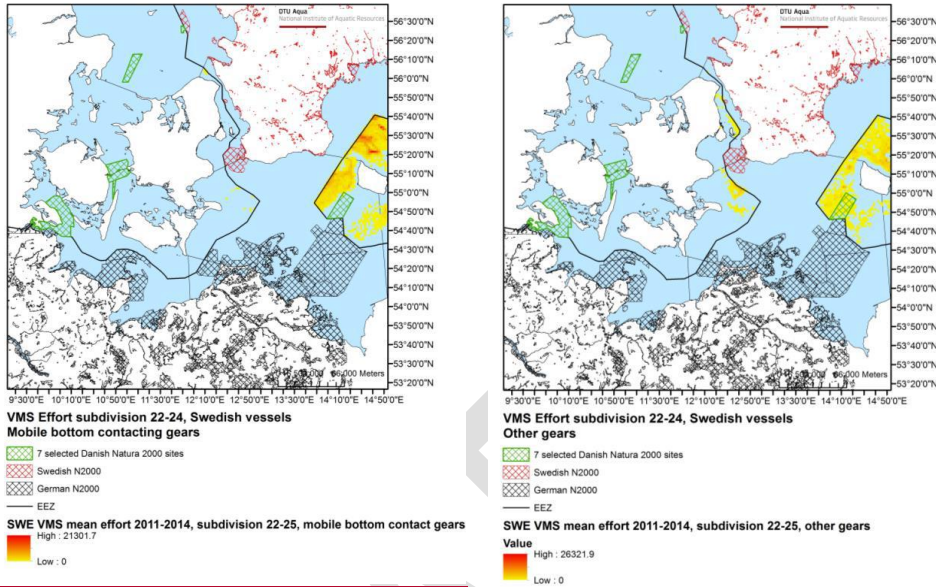 DTU Aqua
National Institute of Aquatic Resources
56°30'0"N
56°20'0"N
56°10'0"N
56°0'0"N
55°50'0"N
55°40'0"N
55°30'0"N
55°20'0"N
55°10'0"N
55°0'0"N
54°50'0"N
54°40'0"N
54°30'0"N
54°20'0"N
54°10'0"N
54°0'0"N
53°50'0"N
53°40'0"N
53°30'0"N
53°20'0"N
000 Meters
9°30'0"E 10°10'0"E 10°50'0"E 11°30'0"E 12°10'0"E 12°50'0"E 13°30'0"E 14°10'0"E 14°50'0"E
VMS Effort subdivision 22-24, Swedish vessels
Mobile bottom contacting gears
7 selected Danish Natura 2000 sites
Swedish N2000
German N2000
EEZ
SWE VMS mean effort 2011-2014, subdivision 22-25, mobile bottom contact gears
High : 21301.7
Low : 0
DTU Aqua
National Institute of Aquatic Resources
56°30'0"N
56°20'0"N
56°10'0"N
56°0'0"N
55°50'0"N
55°40'0"N
55°30'0"N
55°20'0"N
55°10'0"N
55°0'0"N
54°50'0"N
54°40'0"N
54°30'0"N
54°20'0"N
54°10'0"N
54°0'0"N
53°50'0"N
53°40'0"N
53°30'0"N
53°20'0"N
000 Meters
9°30'0"E 10°10'0"E 10°50'0"E 11°30'0"E 12°10'0"E 12°50'0"E 13°30'0"E 14°10'0"E 14°50'0"E
VMS Effort subdivision 22-24, Swedish vessels
Other gears
7 selected Danish Natura 2000 sites
Swedish N2000
German N2000
EEZ
SWE VMS mean effort 2011-2014, subdivision 22-25, other gears
Value
High : 26321.9
Low : 0